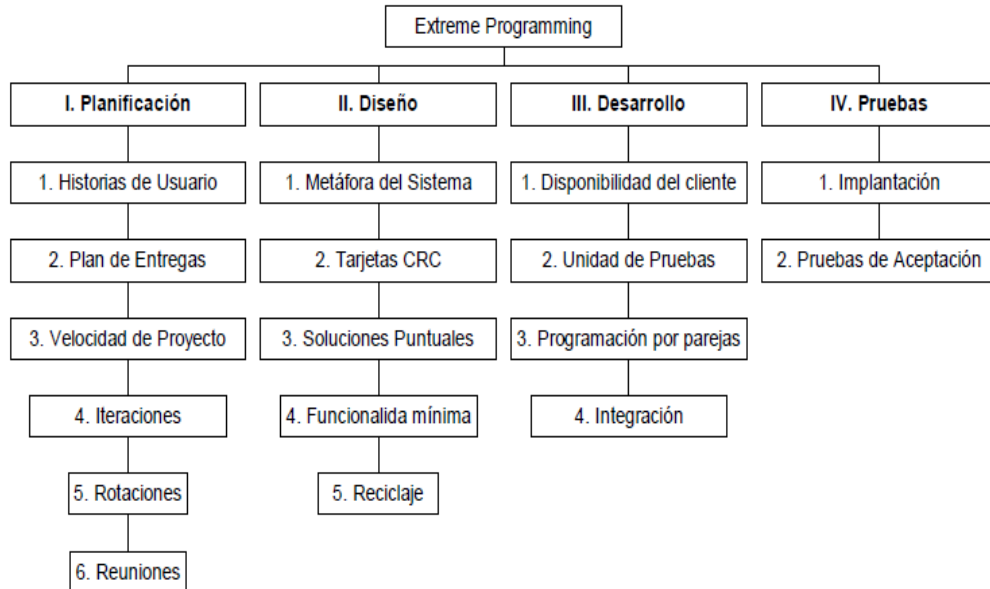 Extreme Programming
I. Planificación
II. Diseño
III. Desarrollo
IV. Pruebas
1. Historias de Usuario
1. Metáfora del Sistema
1. Disponibilidad del cliente
1. Implantación
2. Plan de Entregas
2. Tarjetas CRC
2. Unidad de Pruebas
2. Pruebas de Aceptación
3. Velocidad de Proyecto
3. Soluciones Puntuales
3. Programación por parejas
4. Iteraciones
4. Funcionalida mínima
4. Integración
5. Rotaciones
5. Reciclaje
6. Reuniones